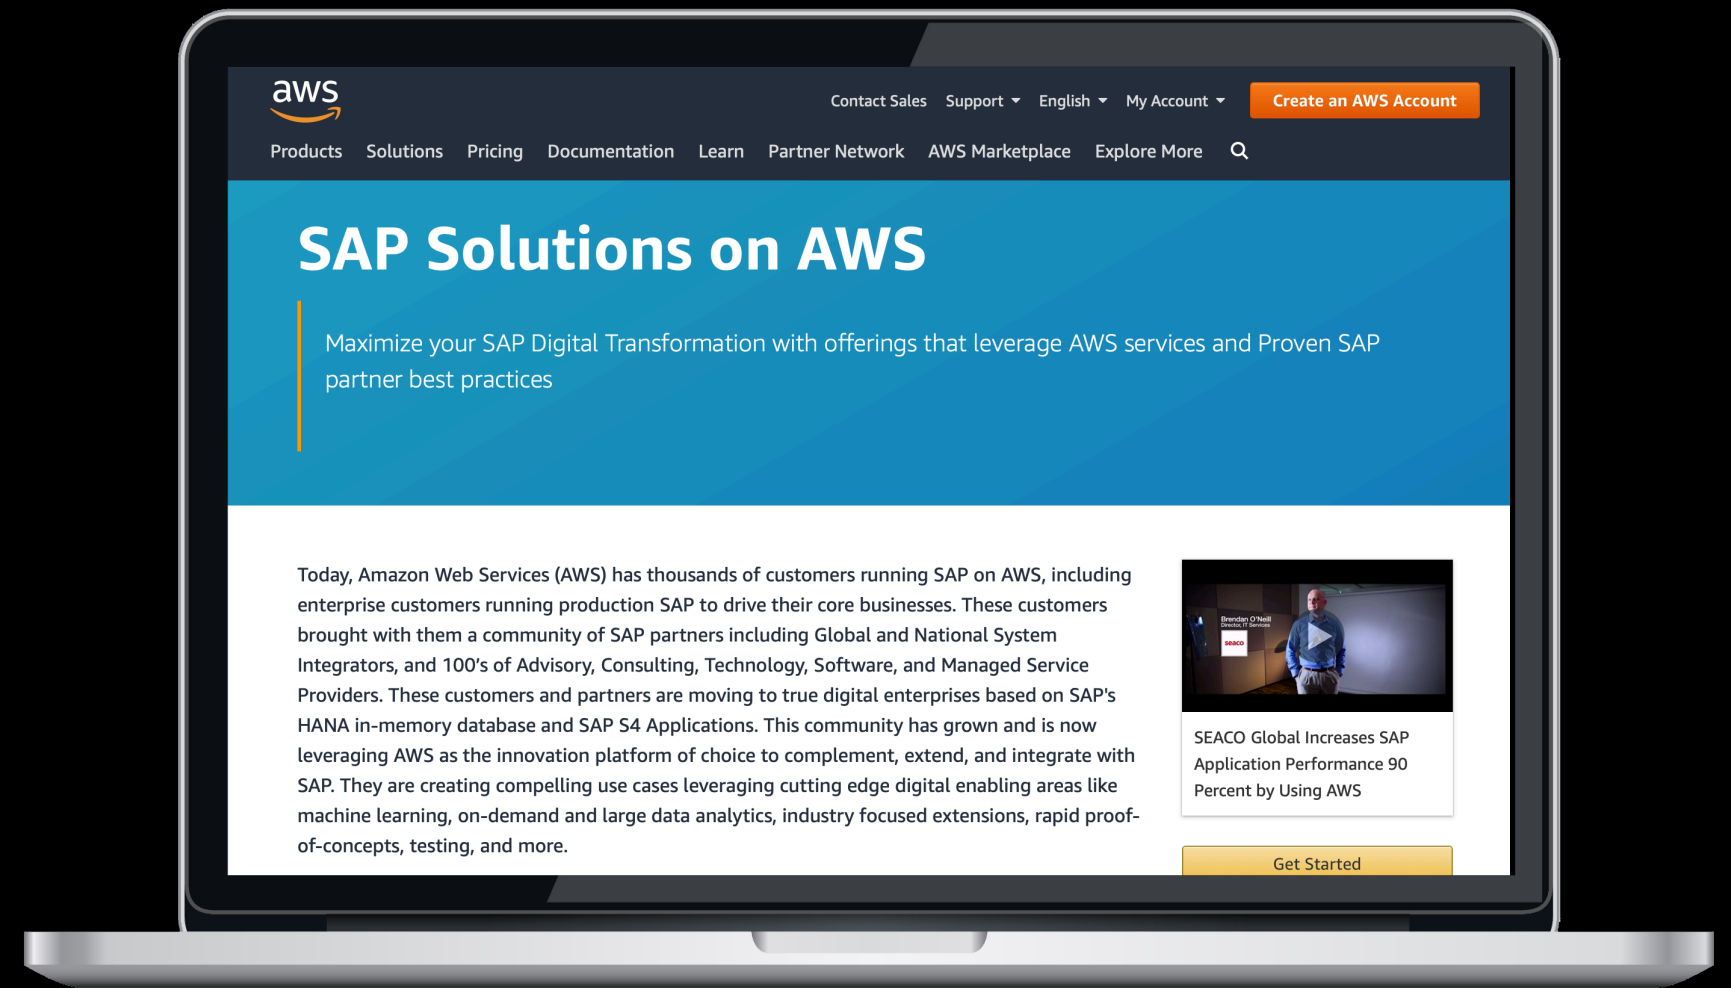 aws
Contact Sales Support English My Account Create an AWS Account
Products Solutions Pricing Documentation Learn Partner Network AWS Marketplace Explore More
SAP Solutions on AWS
Maximize your SAP Digital Transformation with offerings that leverage AWS services and Proven SAP
partner best practices
Today, Amazon Web Services (AWS) has thousands of customers running SAP on AWS, including
enterprise customers running production SAP to drive their core businesses. These customers
brought with them a community of SAP partners including Global and National System
Integrators, and 100's of Advisory, Consulting, Technology, Software, and Managed Service
Providers. These customers and partners are moving to true digital enterprises based on SAP's
HANA in-memory database and SAP S4 Applications. This community has grown and is now
leveraging AWS as the innovation platform of choice to complement, extend, and integrate with
SAP. They are creating compelling use cases leveraging cutting edge digital enabling areas like
machine learning, on-demand and large data analytics, industry focused extensions, rapid proof-
of-concepts, testing, and more.
Brendan O'Neill
Director, IT Services
seaco
SEACO Global Increases SAP
Application Performance 90
Percent by Using AWS
Get Started